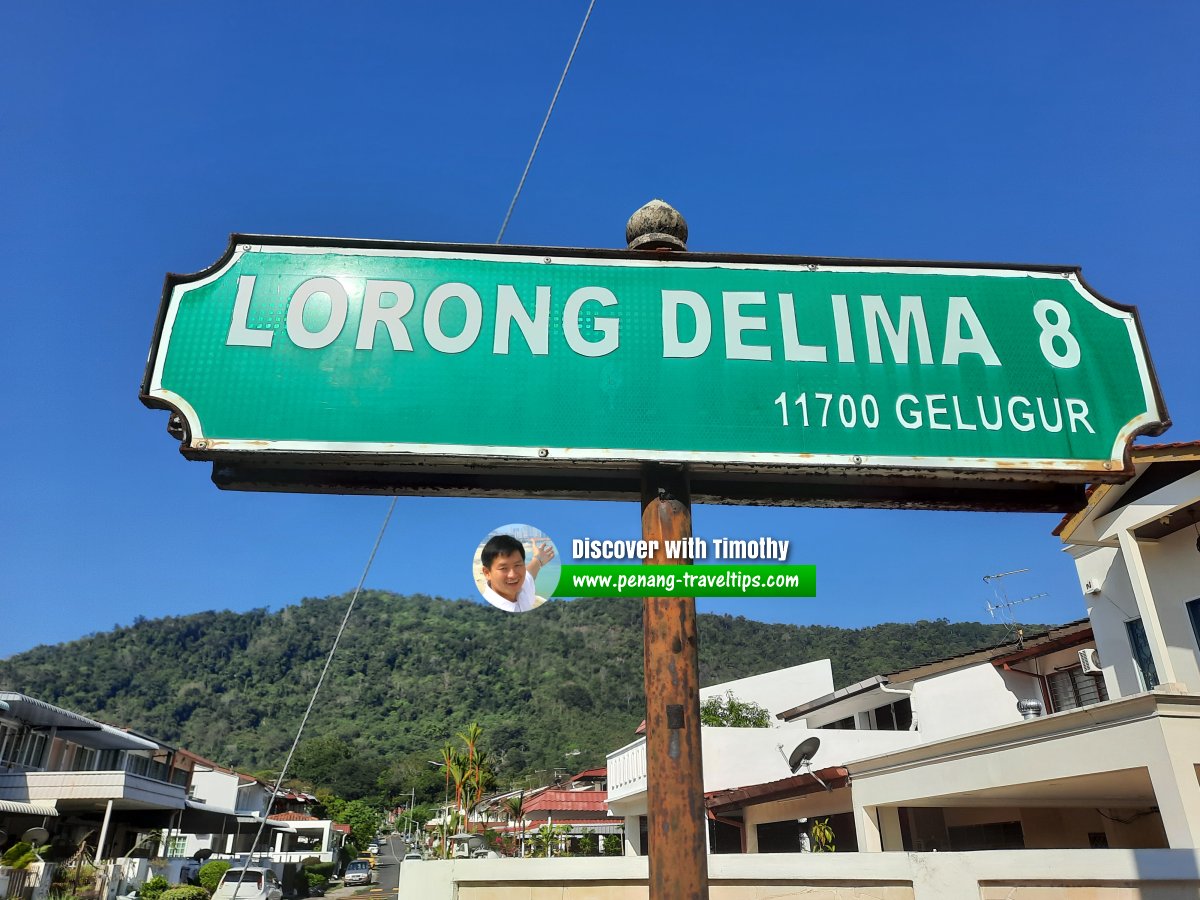 LORONG DELIMA 8
11700 GELUGUR
Discover with Timothy
www.penang-traveltips.com